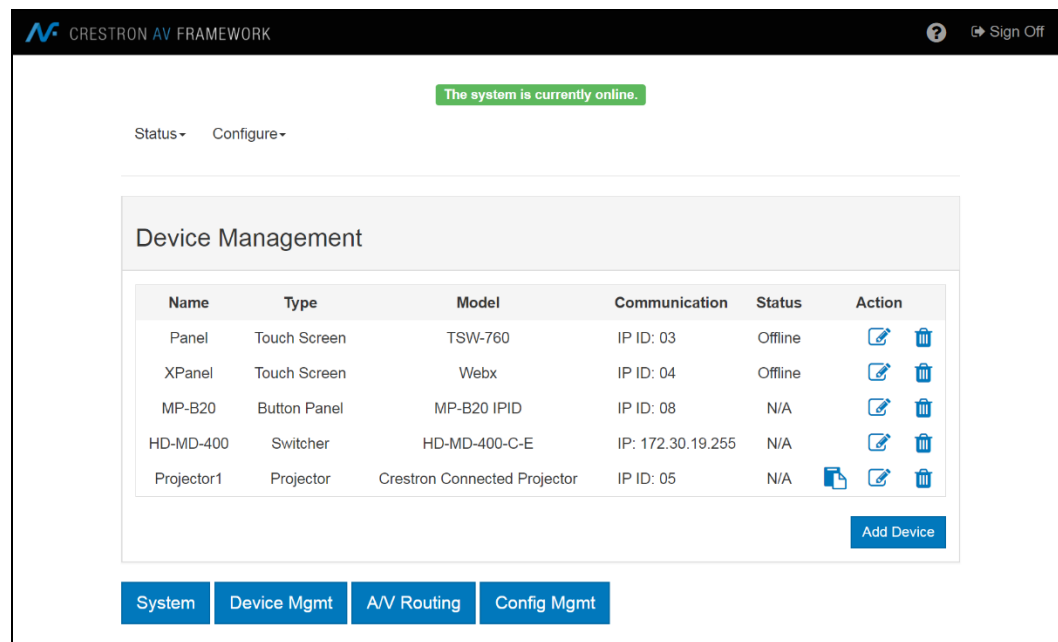 CRESTRON AV FRAMEWORK ? Sign Off
The system is currently online.
Status Configure
Device Management
Name Type Model Communication Status Action
Panel Touch Screen TSW-760 IP ID: 03 Offline
XPanel Touch Screen Webx IP ID: 04 Offline
MP-B20 Button Panel MP-B20 IPID IP ID: 08 N/A
HD-MD-400 Switcher HD-MD-400-C-E IP: 172.30.19.255 N/A
Projector1 Projector Crestron Connected Projector IP ID: 05 N/A
Add Device
System Device Mgmt A/V Routing Config Mgmt